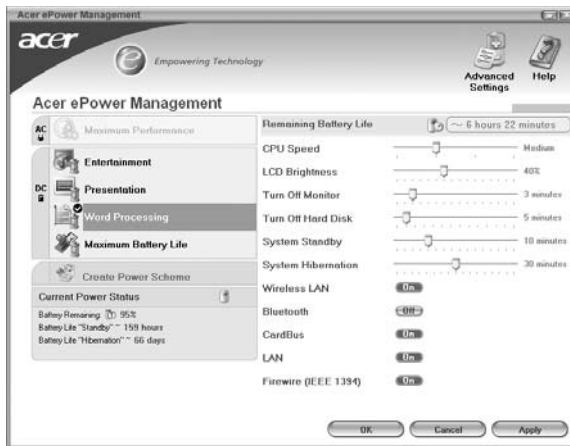 Acer ePower Management
acer
e Empowering Technology
Advanced Settings
Help
Acer ePower Management
AC
Maximum Performance
DC
Entertainment
Presentation
Word Processing
Maximum Battery Life
Create Power Scheme
Current Power Status
Battery Remaining: 95%
Battery Life "Standby" ~ 159 hours
Battery Life "Hibernation" ~ 66 days
Remaining Battery Life ~ 6 hours 22 minutes
CPU Speed Medium
LCD Brightness 40%
Turn Off Monitor 3 minutes
Turn Off Hard Disk 5 minutes
System Standby 10 minutes
System Hibernation 30 minutes
Wireless LAN On
Bluetooth Off
CardBus On
LAN On
Firewire (IEEE 1394) On
OK Cancel Apply